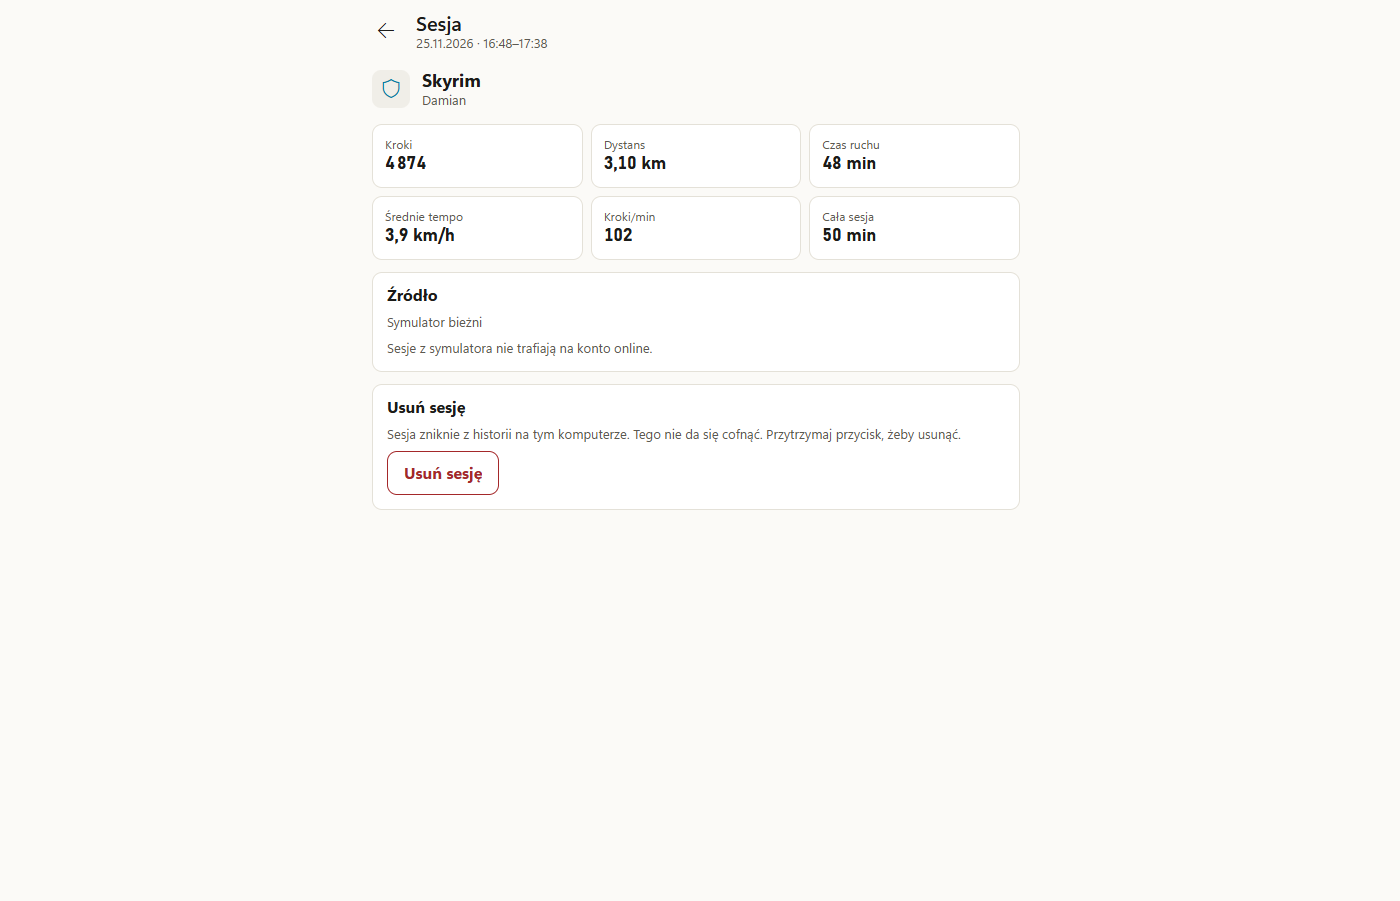 Sesja
25.11.2026 · 16:48–17:38
Skyrim
Damian
Kroki
4 874
Dystans
3,10 km
Czas ruchu
48 min
Średnie tempo
3,9 km/h
Kroki/min
102
Cała sesja
50 min
Źródło
Symulator bieżni
Sesje z symulatora nie trafiają na konto online.
Usuń sesję
Sesja zniknie z historii na tym komputerze. Tego nie da się cofnąć. Przytrzymaj przycisk, żeby usunąć.
Usuń sesję